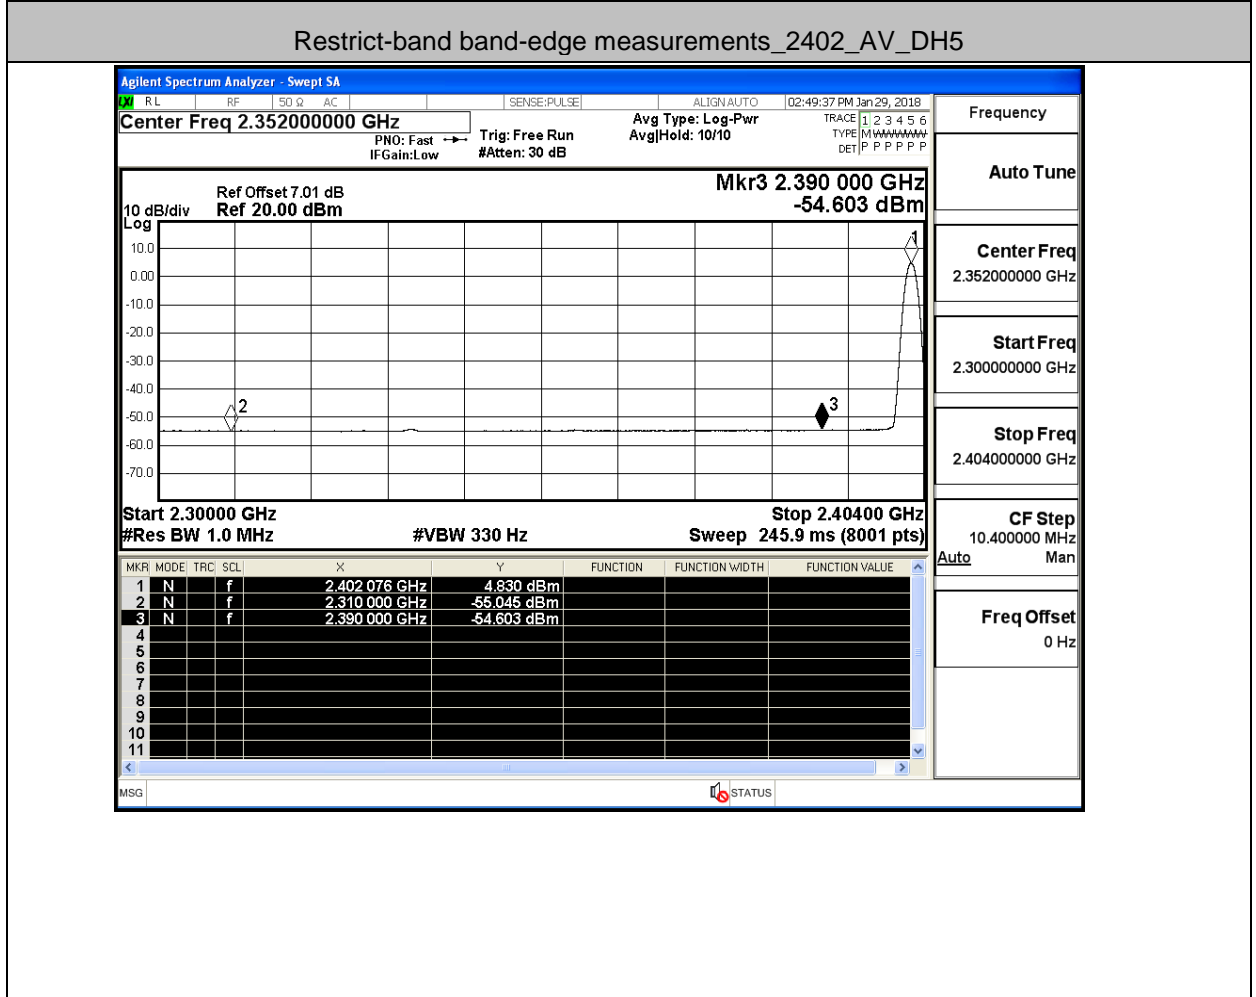 Restrict-band band-edge measurements_2402_AV_DH5
Agilent Spectrum Analyzer - Swept SA
LXI RL RF 50 Ω AC SENSE:PULSE ALIGN AUTO 02:49:37 PM Jan 29, 2018
Center Freq 2.352000000 GHz
PNO: Fast
IFGain:Low
Trig: Free Run
#Atten: 30 dB
Avg Type: Log-Pwr
Avg|Hold: 10/10
TRACE 1 2 3 4 5 6
TYPE M WWWWW
DET P P P P P P
Mkr3 2.390 000 GHz
-54.603 dBm
Ref Offset 7.01 dB
10 dB/div Ref 20.00 dBm
Log
10.0
0.00
-10.0
-20.0
-30.0
-40.0
-50.0
-60.0
-70.0
1
2
3
Start 2.30000 GHz Stop 2.40400 GHz
#Res BW 1.0 MHz #VBW 330 Hz Sweep 245.9 ms (8001 pts)
MKR MODE TRC SCL X Y FUNCTION FUNCTION WIDTH FUNCTION VALUE
1 N f 2.402 076 GHz 4.830 dBm
2 N f 2.310 000 GHz -55.045 dBm
3 N f 2.390 000 GHz -54.603 dBm
4
5
6
7
8
9
10
11
MSG STATUS
Frequency
Auto Tune
Center Freq
2.352000000 GHz
Start Freq
2.300000000 GHz
Stop Freq
2.404000000 GHz
CF Step
10.400000 MHz
Auto Man
Freq Offset
0 Hz